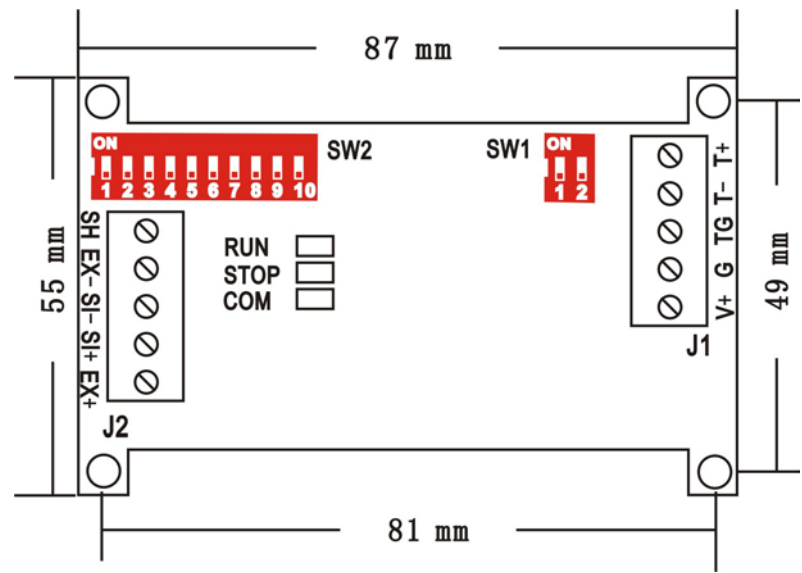 87 mm
ON
1 2 3 4 5 6 7 8 9 10
SW2
SW1
ON
1 2
SH EX- SI- SI+ EX+
J2
RUN
STOP
COM
V+ G TG T- T+
J1
55 mm
49 mm
81 mm